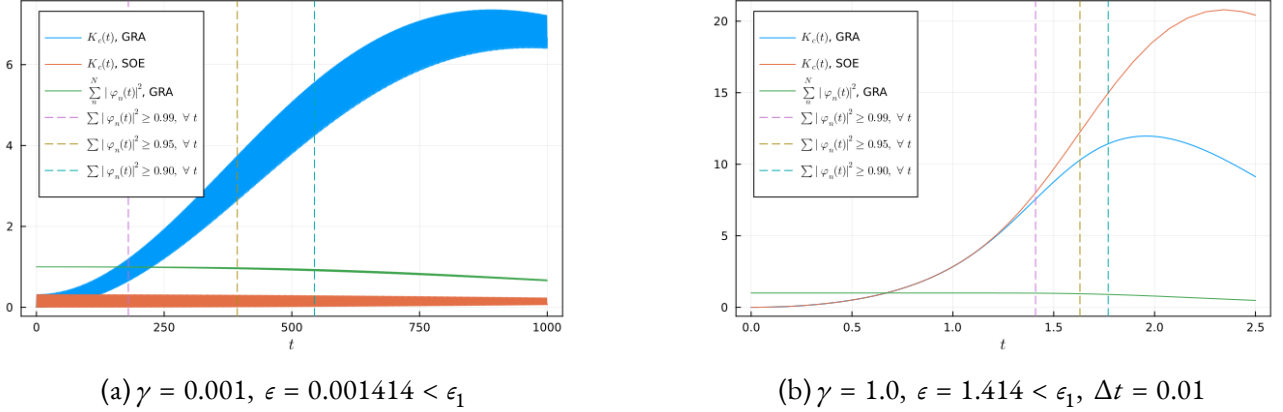 K_c(t), GRA
K_c(t), SOE
∑_n^N |φ_n(t)|², GRA
∑ |φ_n(t)|² ≥ 0.99, ∀ t
∑ |φ_n(t)|² ≥ 0.95, ∀ t
∑ |φ_n(t)|² ≥ 0.90, ∀ t
6
4
2
0
0 250 500 750 1000
t
(a) γ = 0.001, ϵ = 0.001414 < ϵ₁
K_c(t), GRA
K_c(t), SOE
∑_n^N |φ_n(t)|², GRA
∑ |φ_n(t)|² ≥ 0.99, ∀ t
∑ |φ_n(t)|² ≥ 0.95, ∀ t
∑ |φ_n(t)|² ≥ 0.90, ∀ t
20
15
10
5
0
0.0 0.5 1.0 1.5 2.0 2.5
t
(b) γ = 1.0, ϵ = 1.414 < ϵ₁, Δt = 0.01